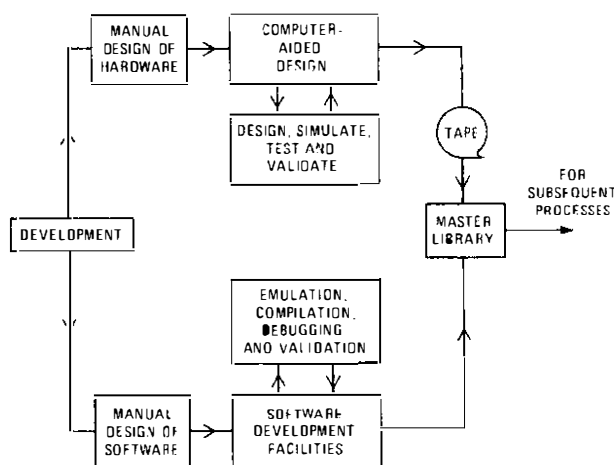 MANUAL
DESIGN OF
HARDWARE
COMPUTER-
AIDED
DESIGN
DESIGN, SIMULATE,
TEST AND
VALIDATE
TAPE
FOR
SUBSEQUENT
PROCESSES
MASTER
LIBRARY
DEVELOPMENT
EMULATION,
COMPILATION,
DEBUGGING
AND VALIDATION
MANUAL
DESIGN OF
SOFTWARE
SOFTWARE
DEVELOPMENT
FACILITIES